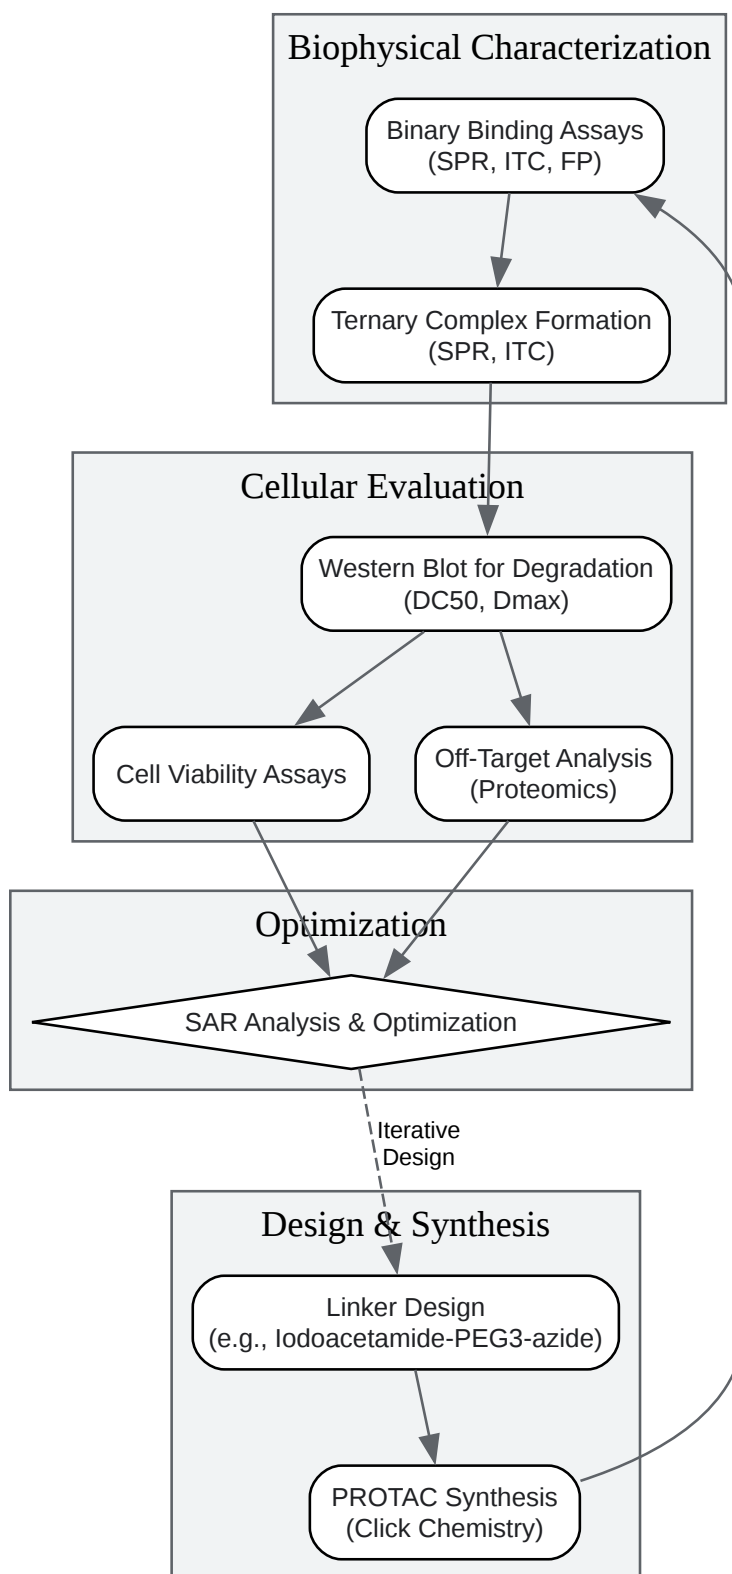 Biophysical Characterization
Binary Binding Assays
(SPR, ITC, FP)
Ternary Complex Formation
(SPR, ITC)
Cellular Evaluation
Western Blot for Degradation
(DC50, Dmax)
Cell Viability Assays
Off-Target Analysis
(Proteomics)
Optimization
SAR Analysis & Optimization
Iterative
Design
Design & Synthesis
Linker Design
(e.g., Iodoacetamide-PEG3-azide)
PROTAC Synthesis
(Click Chemistry)